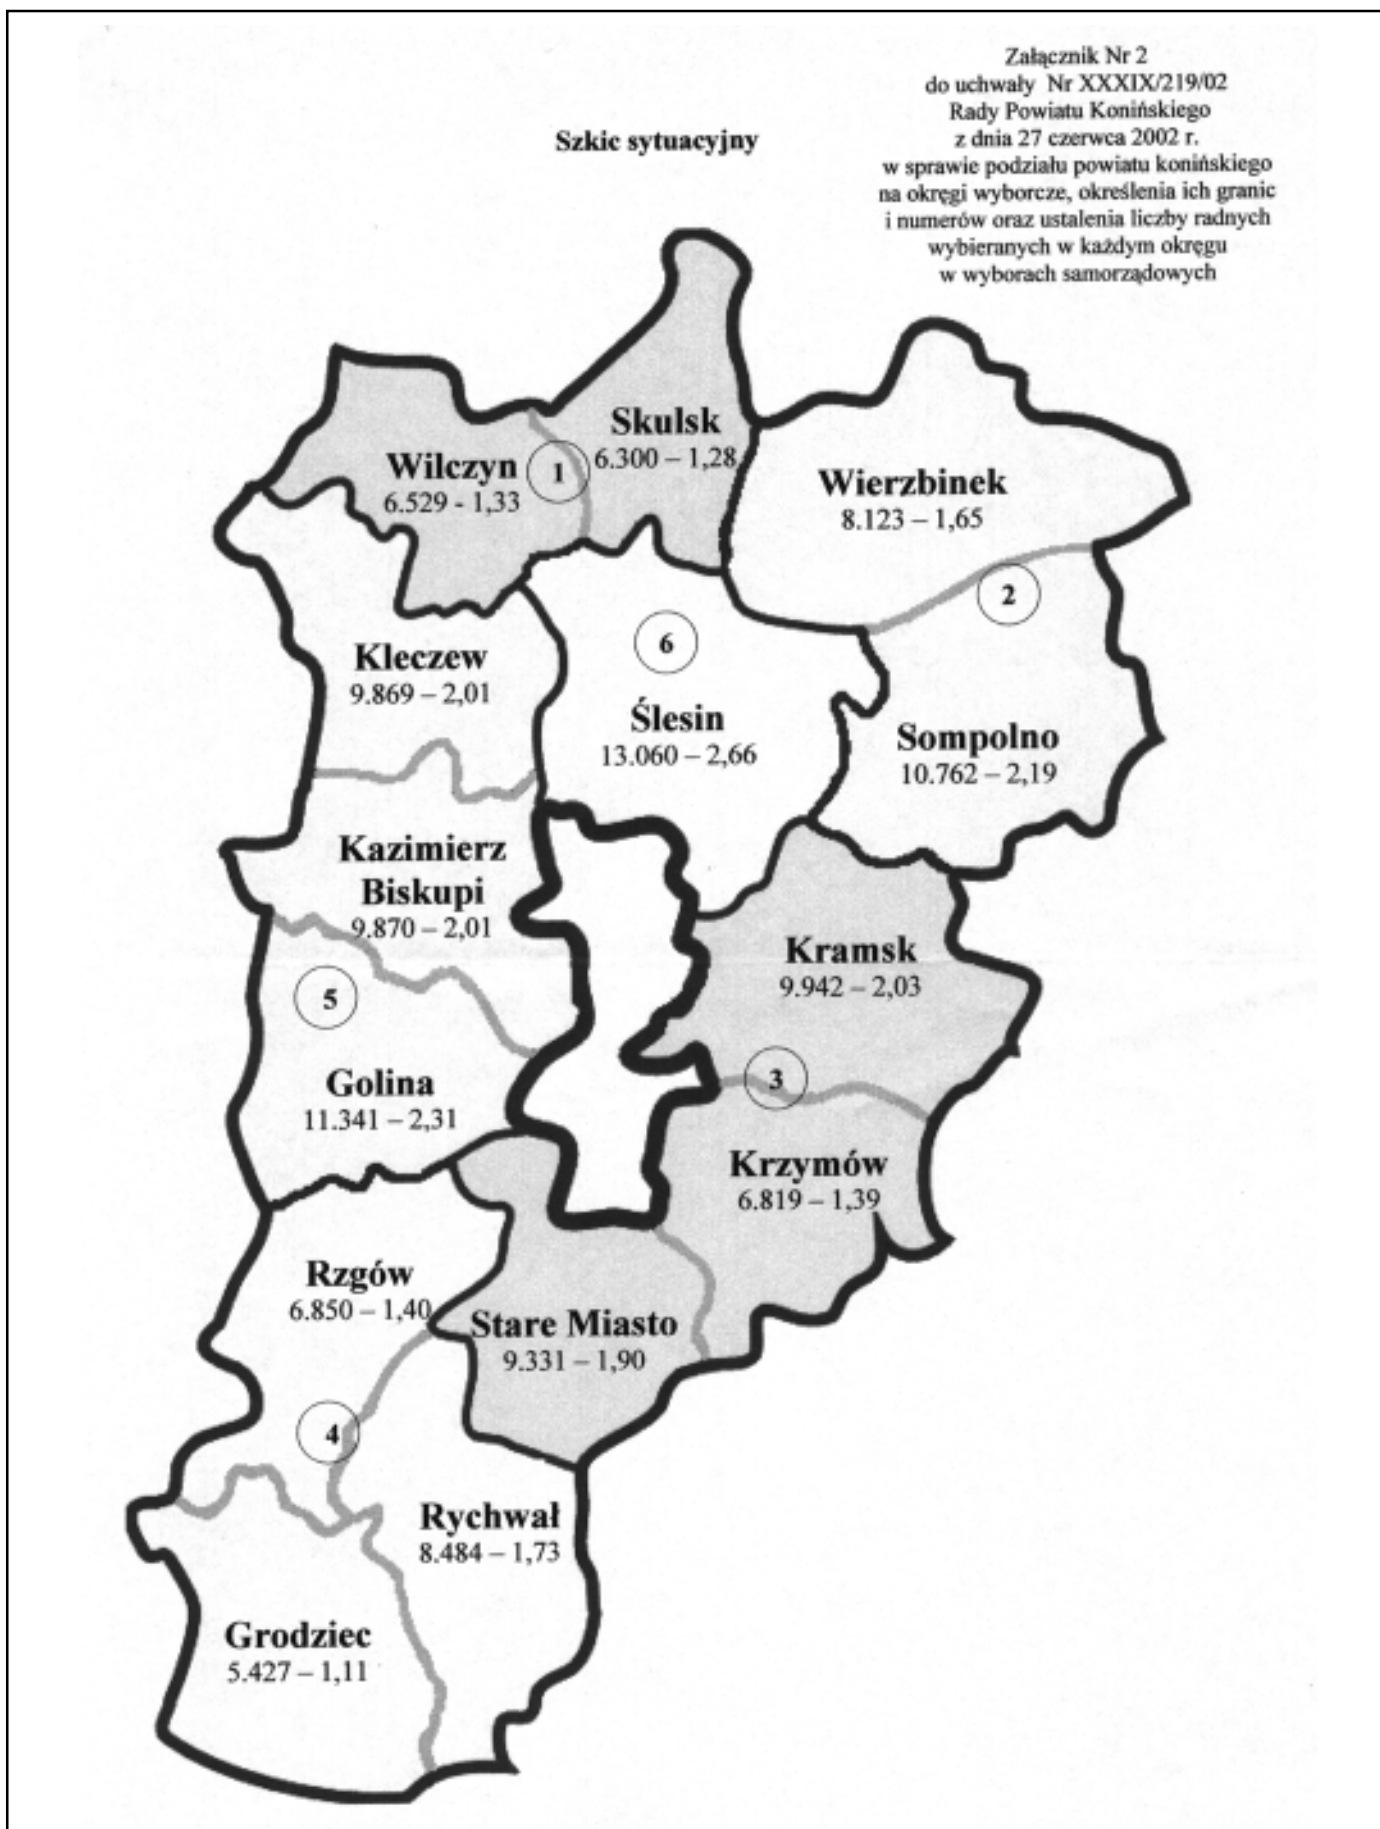 Załącznik Nr 2
do uchwały Nr XXXIX/219/02
Rady Powiatu Konińskiego
z dnia 27 czerwca 2002 r.
w sprawie podziału powiatu konińskiego
na okręgi wyborcze, określenia ich granic
i numerów oraz ustalenia liczby radnych
wybieranych w każdym okręgu
w wyborach samorządowych
Szkic sytuacyjny
Skulsk
6.300 – 1,28
Wilczyn
6.529 - 1,33
1
Wierzbinek
8.123 – 1,65
2
6
Kleczew
9.869 – 2,01
Ślesin
13.060 – 2,66
Sompolno
10.762 – 2,19
Kazimierz
Biskupi
9.870 – 2,01
Kramsk
9.942 – 2,03
5
3
Golina
11.341 – 2,31
Krzymów
6.819 – 1,39
Rzgów
6.850 – 1,40
Stare Miasto
9.331 – 1,90
4
Rychwał
8.484 – 1,73
Grodziec
5.427 – 1,11